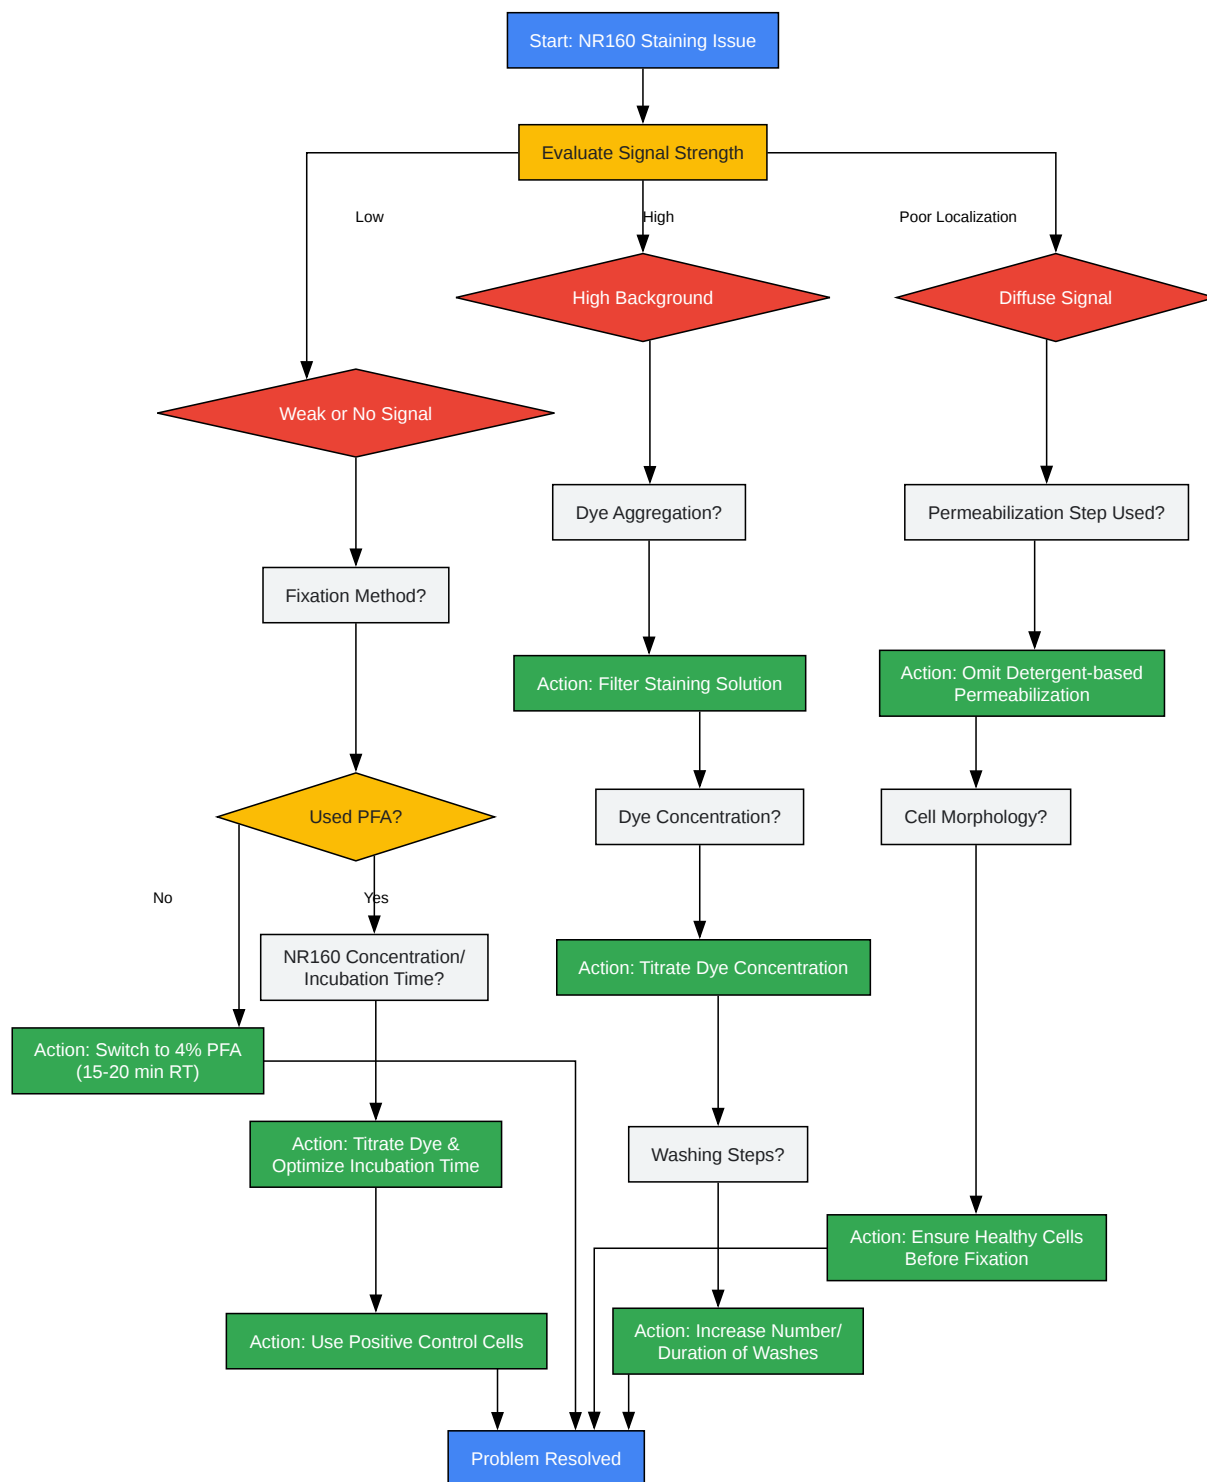 Start: NR160 Staining Issue
Evaluate Signal Strength
Low
High
Poor Localization
High Background
Diffuse Signal
Weak or No Signal
Dye Aggregation?
Permeabilization Step Used?
Fixation Method?
Action: Filter Staining Solution
Action: Omit Detergent-based
Permeabilization
Used PFA?
Dye Concentration?
Cell Morphology?
No
Yes
NR160 Concentration/
Incubation Time?
Action: Titrate Dye Concentration
Action: Switch to 4% PFA
(15-20 min RT)
Action: Titrate Dye &
Optimize Incubation Time
Washing Steps?
Action: Ensure Healthy Cells
Before Fixation
Action: Use Positive Control Cells
Action: Increase Number/
Duration of Washes
Problem Resolved